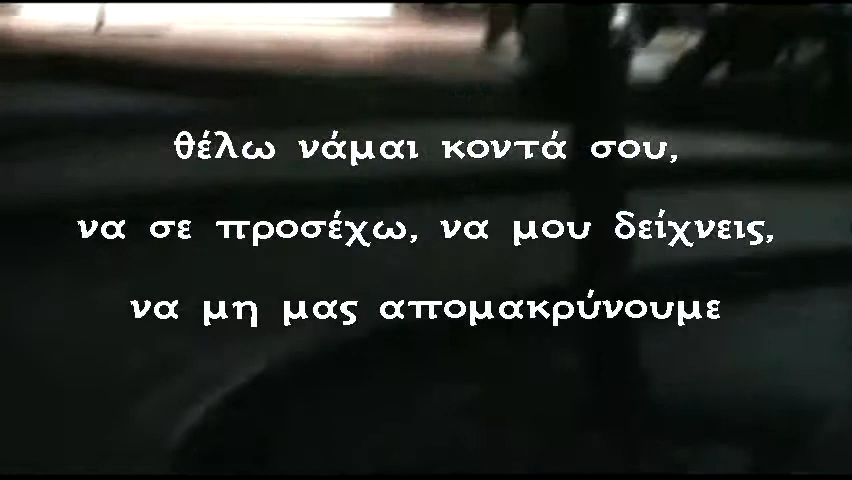 θέλω νάμαι κοντά σου,
να σε προσέχω, να μου δείχνεις,
να μη μας απομακρύνουμε